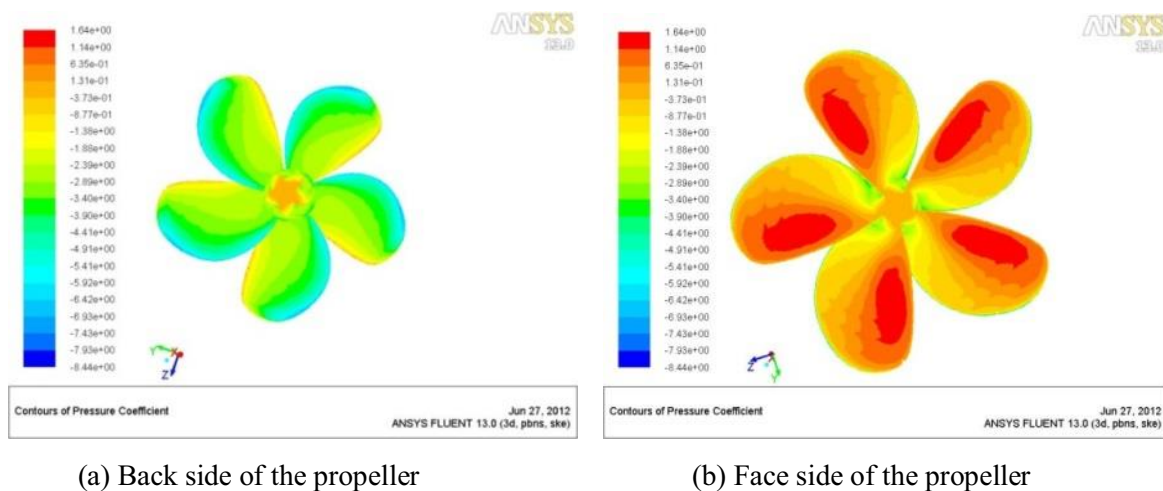 ANSYS
13.0
1.64e+00
1.14e+00
6.35e-01
1.31e-01
-3.73e-01
-8.77e-01
-1.38e+00
-1.88e+00
-2.39e+00
-2.89e+00
-3.40e+00
-3.90e+00
-4.41e+00
-4.91e+00
-5.41e+00
-5.92e+00
-6.42e+00
-6.93e+00
-7.43e+00
-7.93e+00
-8.44e+00
Y
X
Z
Contours of Pressure Coefficient
Jun 27, 2012
ANSYS FLUENT 13.0 (3d, pbns, ske)
(a) Back side of the propeller
ANSYS
13.0
1.64e+00
1.14e+00
6.35e-01
1.31e-01
-3.73e-01
-8.77e-01
-1.38e+00
-1.88e+00
-2.39e+00
-2.89e+00
-3.40e+00
-3.90e+00
-4.41e+00
-4.91e+00
-5.41e+00
-5.92e+00
-6.42e+00
-6.93e+00
-7.43e+00
-7.93e+00
-8.44e+00
Z
X
Y
Contours of Pressure Coefficient
Jun 27, 2012
ANSYS FLUENT 13.0 (3d, pbns, ske)
(b) Face side of the propeller